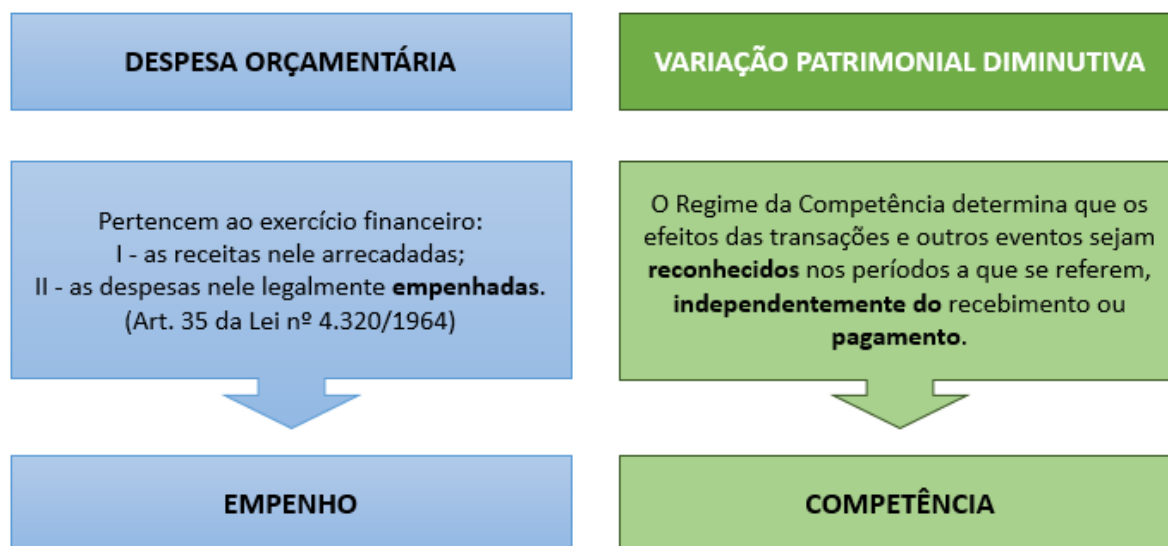 DESPESA ORÇAMENTÁRIA
Pertencem ao exercício financeiro:
I - as receitas nele arrecadadas;
II - as despesas nele legalmente empenhadas.
(Art. 35 da Lei nº 4.320/1964)
EMPENHO
VARIAÇÃO PATRIMONIAL DIMINUTIVA
O Regime da Competência determina que os
efeitos das transações e outros eventos sejam
reconhecidos nos períodos a que se referem,
independentemente do recebimento ou
pagamento.
COMPETÊNCIA